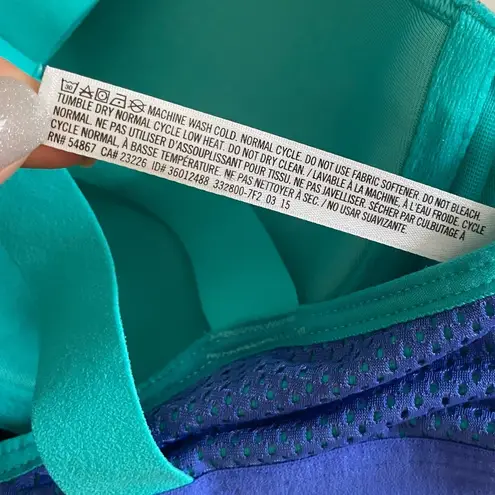 30 MACHINE WASH COLD. NORMAL CYCLE. DO NOT USE FABRIC SOFTENER. DO NOT BLEACH.
TUMBLE DRY NORMAL CYCLE LOW HEAT. DO NOT DRY CLEAN. / LAVABLE À LA MACHINE, À L'EAU FROIDE, CYCLE
NORMAL. NE PAS UTILISER D'ASSOUPLISSANT POUR TISSU. NE PAS JAVELLISER. SÉCHER PAR CULBUTAGE À
CYCLE NORMAL, À BASSE TEMPÉRATURE. NE PAS NETTOYER À SEC. / NO USAR SUAVIZANTE.
RN# 54867 CA# 23226 ID# 36012488 332800-7F2 03 15